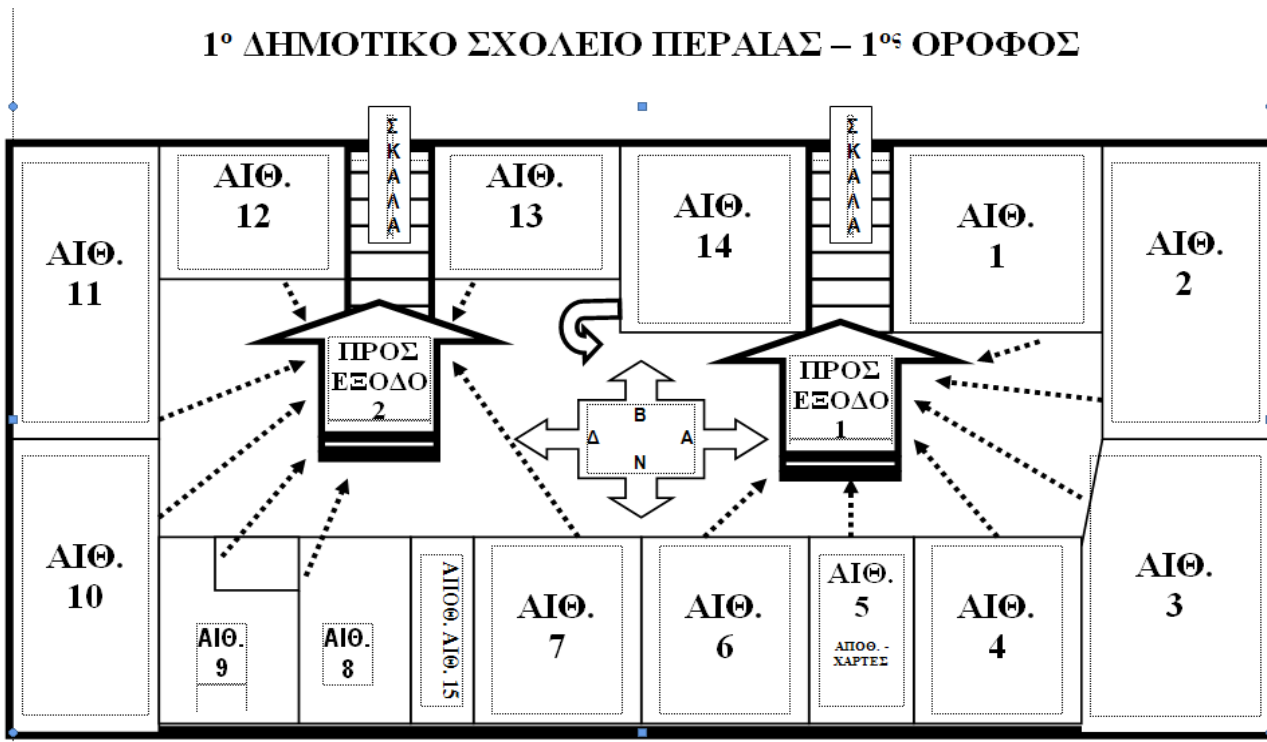 1ο ΔΗΜΟΤΙΚΟ ΣΧΟΛΕΙΟ ΠΕΡΑΙΑΣ – 1ος ΟΡΟΦΟΣ
ΑΙΘ.
11
ΑΙΘ.
12
ΣΚΑΛΑ
ΑΙΘ.
13
ΑΙΘ.
14
ΣΚΑΛΑ
ΑΙΘ.
1
ΑΙΘ.
2
ΠΡΟΣ
ΕΞΟΔΟ
2
Β
Δ Α
Ν
ΠΡΟΣ
ΕΞΟΔΟ
1
ΑΙΘ.
10
ΑΙΘ.
9
ΑΙΘ.
8
ΑΠΟΘ. ΑΙΘ. 15
ΑΙΘ.
7
ΑΙΘ.
6
ΑΙΘ.
5
ΑΠΟΘ. -
ΧΑΡΤΕΣ
ΑΙΘ.
4
ΑΙΘ.
3